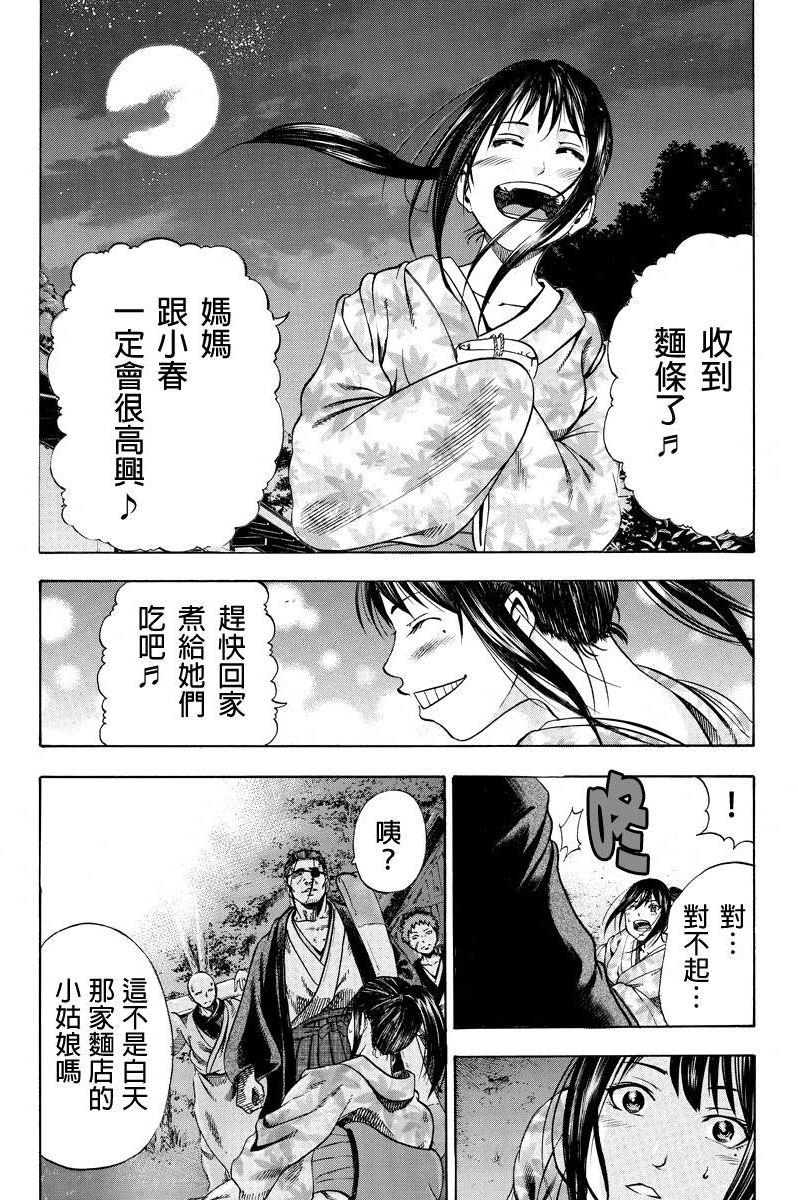 收到
麵條了♬
媽媽
跟小春
一定會很高興♪
趕快回家
煮給她們
吃吧♬
！
咚
對…
對不起…
咦？
這不是白天
那家麵店的
小姑娘嗎